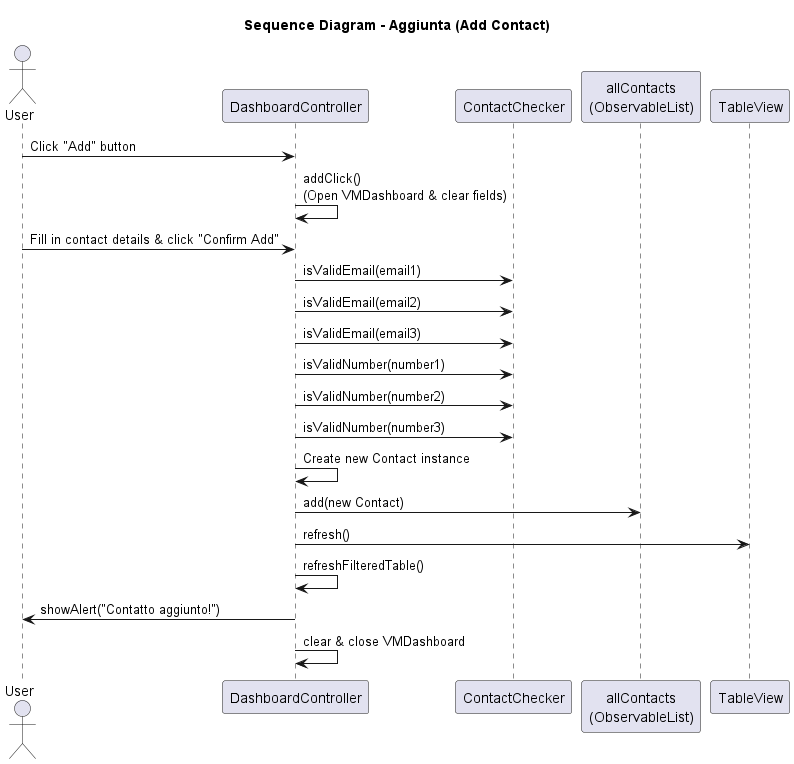 Sequence Diagram - Aggiunta (Add Contact)
User
DashboardController
ContactChecker
allContacts
(ObservableList)
TableView
Click "Add" button
addClick()
(Open VMDashboard & clear fields)
Fill in contact details & click "Confirm Add"
isValidEmail(email1)
isValidEmail(email2)
isValidEmail(email3)
isValidNumber(number1)
isValidNumber(number2)
isValidNumber(number3)
Create new Contact instance
add(new Contact)
refresh()
refreshFilteredTable()
showAlert("Contatto aggiunto!")
clear & close VMDashboard
User
DashboardController
ContactChecker
allContacts
(ObservableList)
TableView